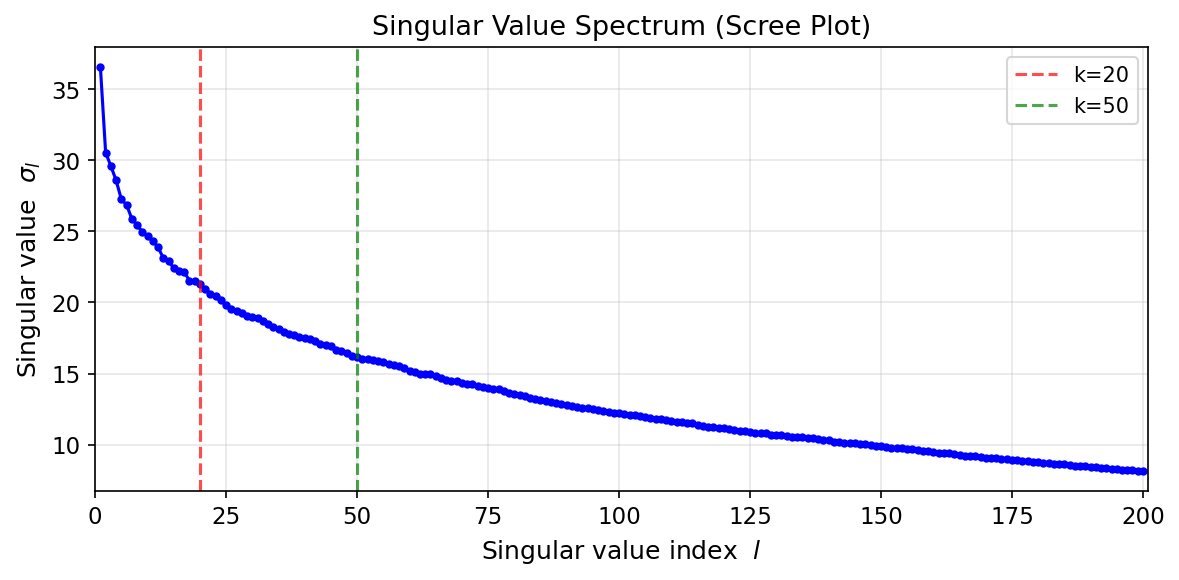 Singular Value Spectrum (Scree Plot)
k=20
k=50
Singular value σ_l
35
30
25
20
15
10
0 25 50 75 100 125 150 175 200
Singular value index l